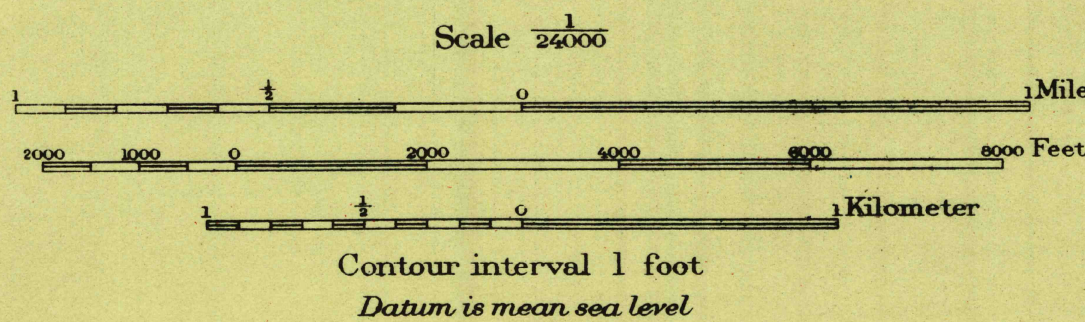 Scale 1/24000
1 ½ 0 1 Mile
2000 1000 0 2000 4000 6000 8000 Feet
1 ½ 0 1 Kilometer
Contour interval 1 foot
Datum is mean sea level